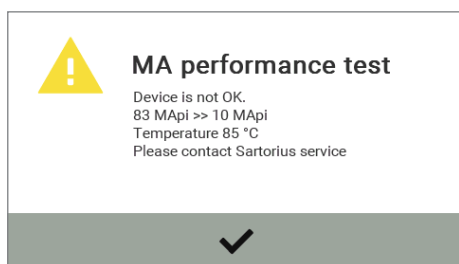 MA performance test
Device is not OK.
83 MApi >> 10 MApi
Temperature 85 °C
Please contact Sartorius service